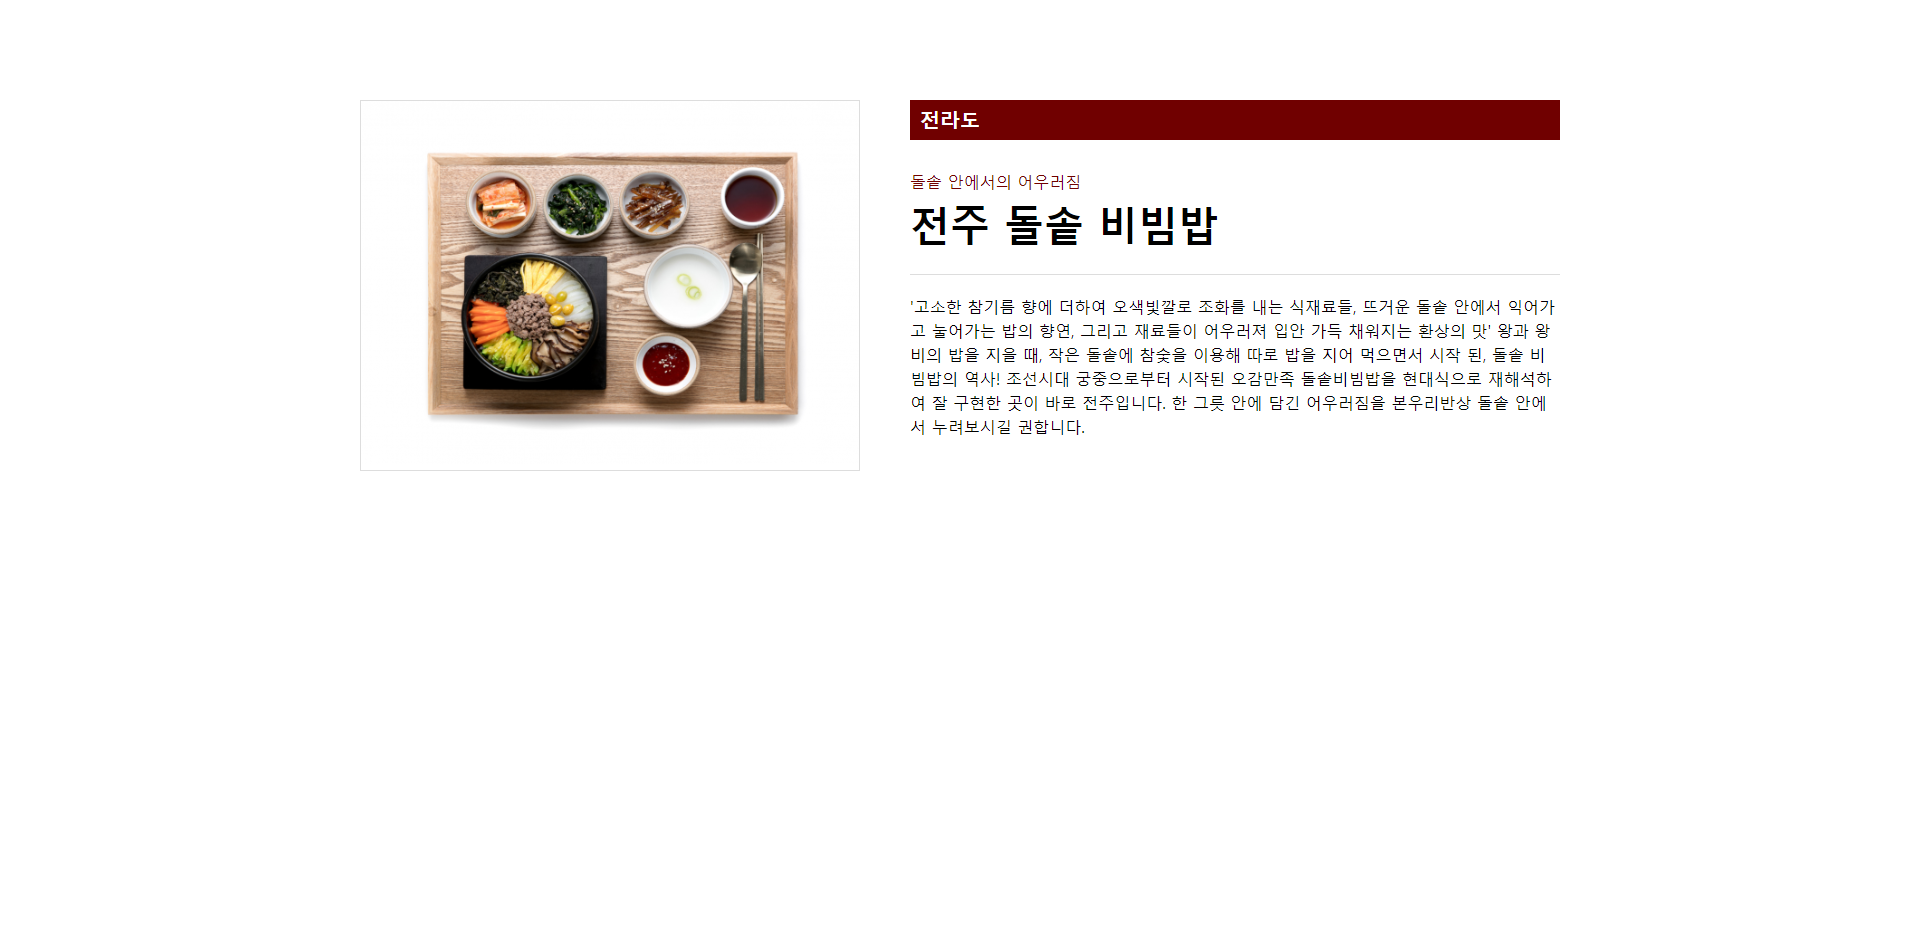 전라도
돌솥 안에서의 어우러짐
전주 돌솥 비빔밥
'고소한 참기름 향에 더하여 오색빛깔로 조화를 내는 식재료들, 뜨거운 돌솥 안에서 익어가
고 눌어가는 밥의 향연, 그리고 재료들이 어우러져 입안 가득 채워지는 환상의 맛' 왕과 왕
비의 밥을 지을 때, 작은 돌솥에 참숯을 이용해 따로 밥을 지어 먹으면서 시작 된, 돌솥 비
빔밥의 역사! 조선시대 궁중으로부터 시작된 오감만족 돌솥비빔밥을 현대식으로 재해석하
여 잘 구현한 곳이 바로 전주입니다. 한 그릇 안에 담긴 어우러짐을 본우리반상 돌솥 안에
서 누려보시길 권합니다.